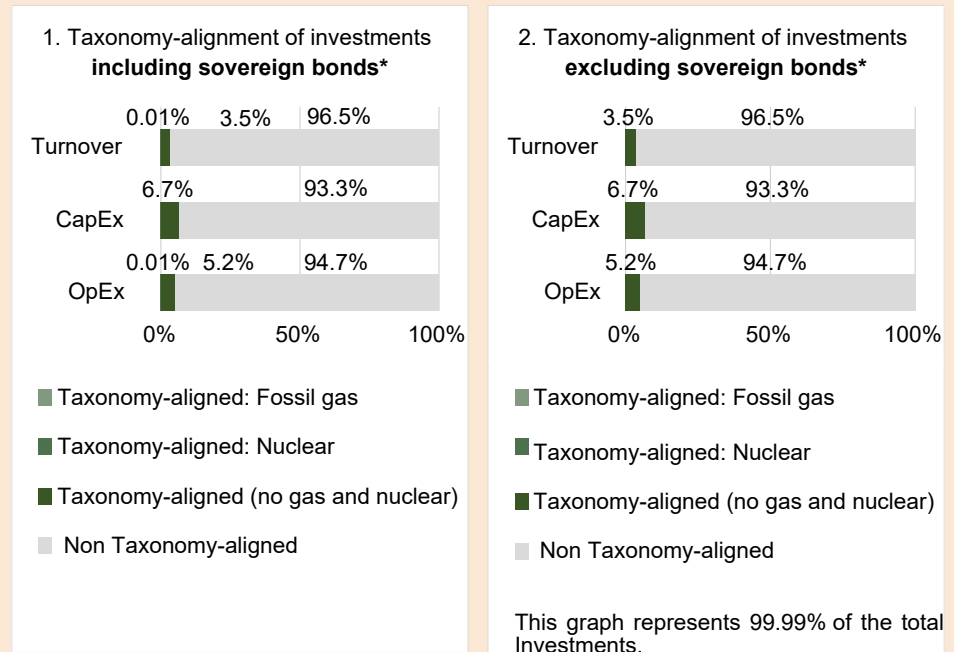 1. Taxonomy-alignment of investments
including sovereign bonds*
0.01% 3.5% 96.5%
Turnover
6.7% 93.3%
CapEx
0.01% 5.2% 94.7%
OpEx
0% 50% 100%
Taxonomy-aligned: Fossil gas
Taxonomy-aligned: Nuclear
Taxonomy-aligned (no gas and nuclear)
Non Taxonomy-aligned
2. Taxonomy-alignment of investments
excluding sovereign bonds*
3.5% 96.5%
Turnover
6.7% 93.3%
CapEx
5.2% 94.7%
OpEx
0% 50% 100%
Taxonomy-aligned: Fossil gas
Taxonomy-aligned: Nuclear
Taxonomy-aligned (no gas and nuclear)
Non Taxonomy-aligned
This graph represents 99.99% of the total
Investments.